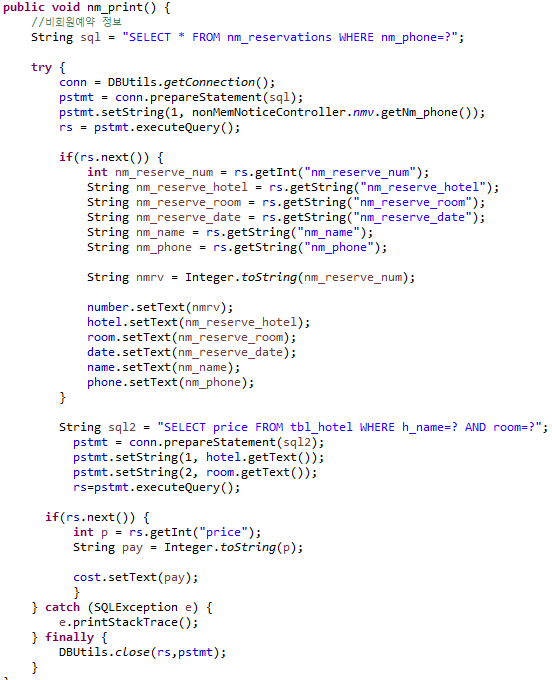 public void nm_print() {
    //비회원예약 정보
    String sql = "SELECT * FROM nm_reservations WHERE nm_phone=?";

    try {
        conn = DBUtils.getConnection();
        pstmt = conn.prepareStatement(sql);
        pstmt.setString(1, nonMemNoticeController.nmv.getNm_phone());
        rs = pstmt.executeQuery();

        if(rs.next()) {
            int nm_reserve_num = rs.getInt("nm_reserve_num");
            String nm_reserve_hotel = rs.getString("nm_reserve_hotel");
            String nm_reserve_room = rs.getString("nm_reserve_room");
            String nm_reserve_date = rs.getString("nm_reserve_date");
            String nm_name = rs.getString("nm_name");
            String nm_phone = rs.getString("nm_phone");

            String nmrv = Integer.toString(nm_reserve_num);

            number.setText(nmrv);
            hotel.setText(nm_reserve_hotel);
            room.setText(nm_reserve_room);
            date.setText(nm_reserve_date);
            name.setText(nm_name);
            phone.setText(nm_phone);
        }

        String sql2 = "SELECT price FROM tbl_hotel WHERE h_name=? AND room=?";
          pstmt = conn.prepareStatement(sql2);
          pstmt.setString(1, hotel.getText());
          pstmt.setString(2, room.getText());
          rs=pstmt.executeQuery();

      if(rs.next()) {
          int p = rs.getInt("price");
          String pay = Integer.toString(p);

          cost.setText(pay);
          }
    } catch (SQLException e) {
        e.printStackTrace();
    } finally {
        DBUtils.close(rs,pstmt);
    }
}